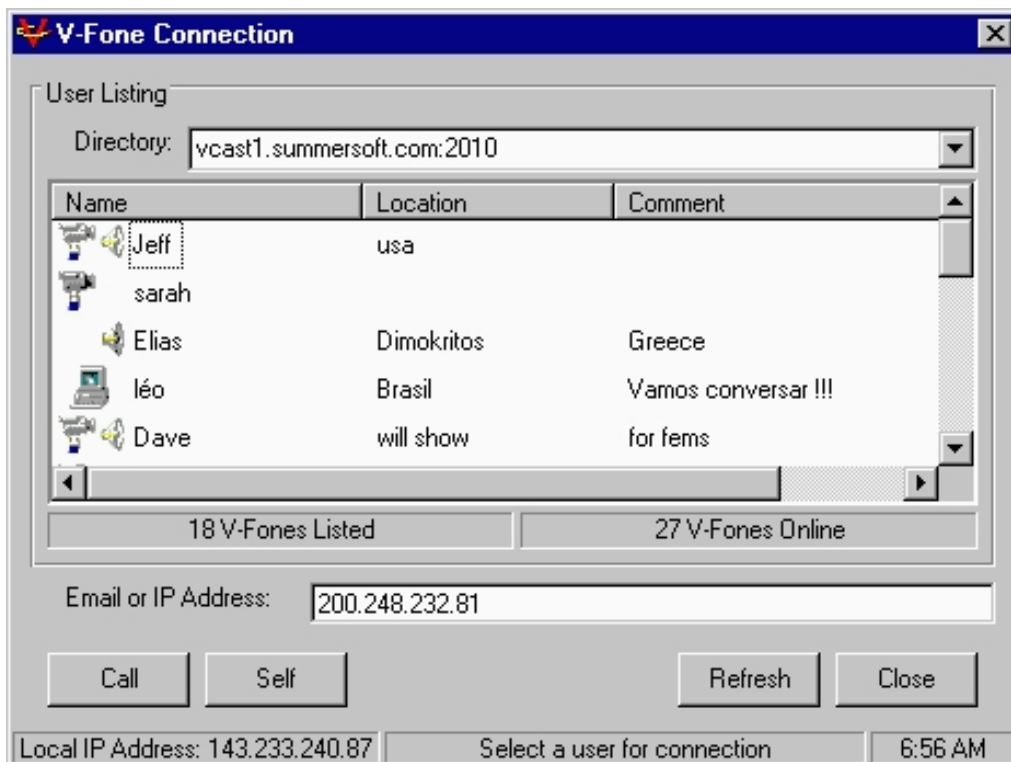 V-Fone Connection
User Listing
Directory: vcast1.summersoft.com:2010
Name Location Comment
Jeff usa
sarah
Elias Dimokritos Greece
léo Brasil Vamos conversar !!!
Dave will show for fems
18 V-Fones Listed 27 V-Fones Online
Email or IP Address: 200.248.232.81
Call Self Refresh Close
Local IP Address: 143.233.240.87 Select a user for connection 6:56 AM